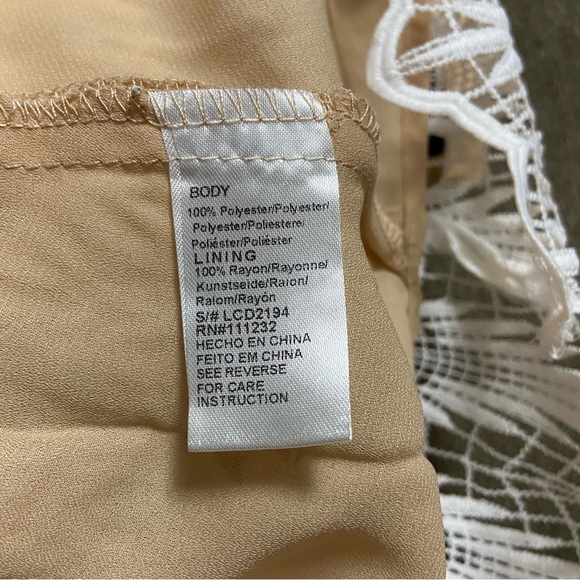 BODY
100% Polyester/Polyester/
Polyester/Poliestere/
Poliéster/Poliéster
LINING
100% Rayon/Rayonne/
Kunstseide/Raion/
Raiom/Rayón
S/# LCD2194
RN#111232
HECHO EN CHINA
FEITO EM CHINA
SEE REVERSE
FOR CARE
INSTRUCTION